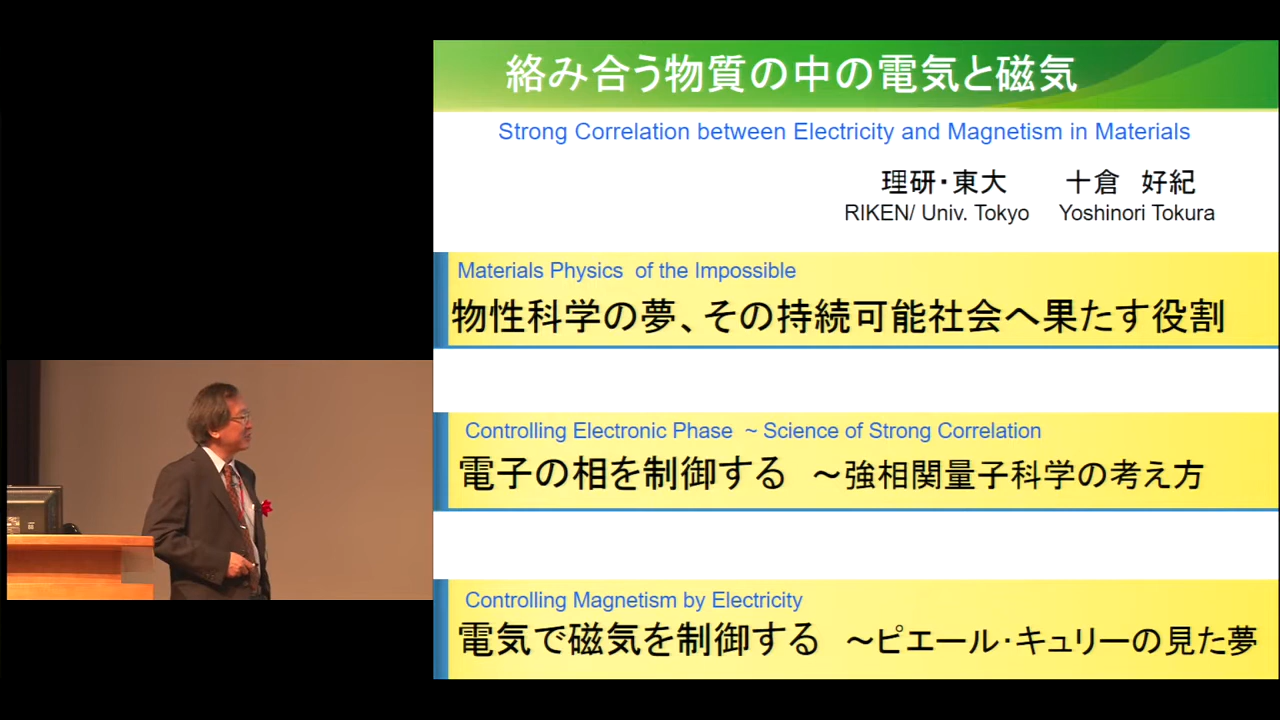 絡み合う物質の中の電気と磁気
Strong Correlation between Electricity and Magnetism in Materials
理研・東大 十倉 好紀
RIKEN/ Univ. Tokyo Yoshinori Tokura
Materials Physics of the Impossible
物性科学の夢、その持続可能社会へ果たす役割
Controlling Electronic Phase ~ Science of Strong Correlation
電子の相を制御する ～強相関量子科学の考え方
Controlling Magnetism by Electricity
電気で磁気を制御する ～ピエール・キュリーの見た夢